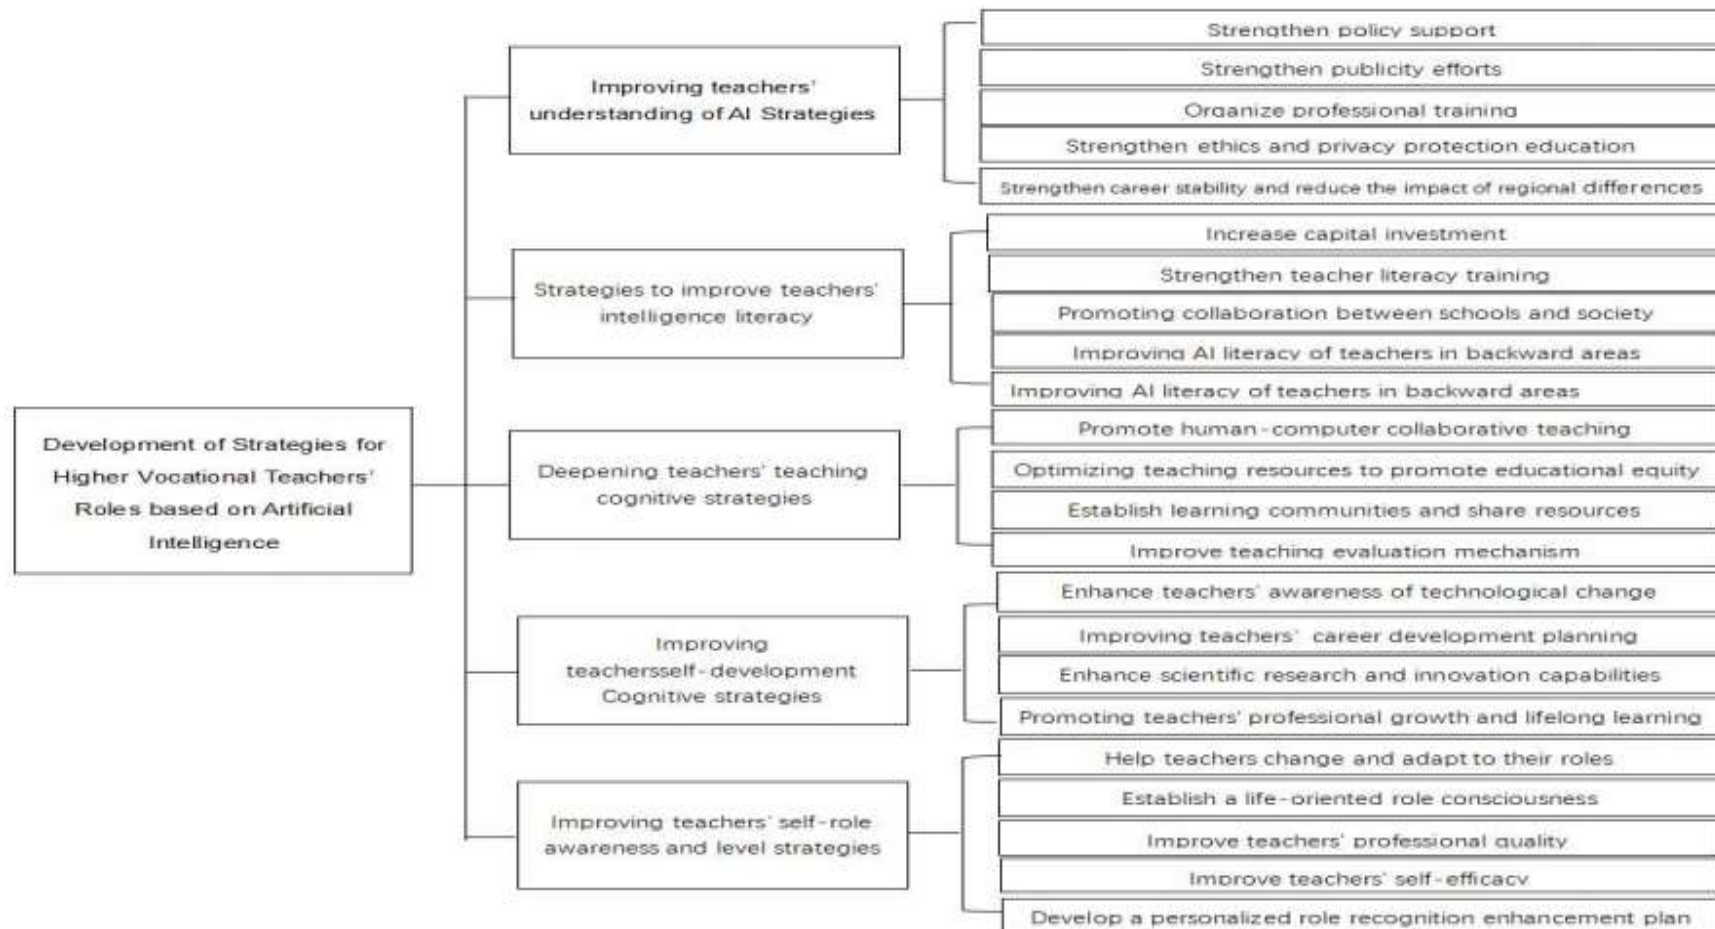 Development of Strategies for
Higher Vocational Teachers'
Roles based on Artificial
Intelligence
Improving teachers'
understanding of AI Strategies
Strengthen policy support
Strengthen publicity efforts
Organize professional training
Strengthen ethics and privacy protection education
Strengthen career stability and reduce the impact of regional differences
Strategies to improve teachers'
intelligence literacy
Increase capital investment
Strengthen teacher literacy training
Promoting collaboration between schools and society
Improving AI literacy of teachers in backward areas
Improving AI literacy of teachers in backward areas
Deepening teachers' teaching
cognitive strategies
Promote human-computer collaborative teaching
Optimizing teaching resources to promote educational equity
Establish learning communities and share resources
Improve teaching evaluation mechanism
Improving
teachersself-development
Cognitive strategies
Enhance teachers' awareness of technological change
Improving teachers' career development planning
Enhance scientific research and innovation capabilities
Promoting teachers' professional growth and lifelong learning
Improving teachers' self-role
awareness and level strategies
Help teachers change and adapt to their roles
Establish a life-oriented role consciousness
Improve teachers' professional quality
Improve teachers' self-efficacy
Develop a personalized role recognition enhancement plan